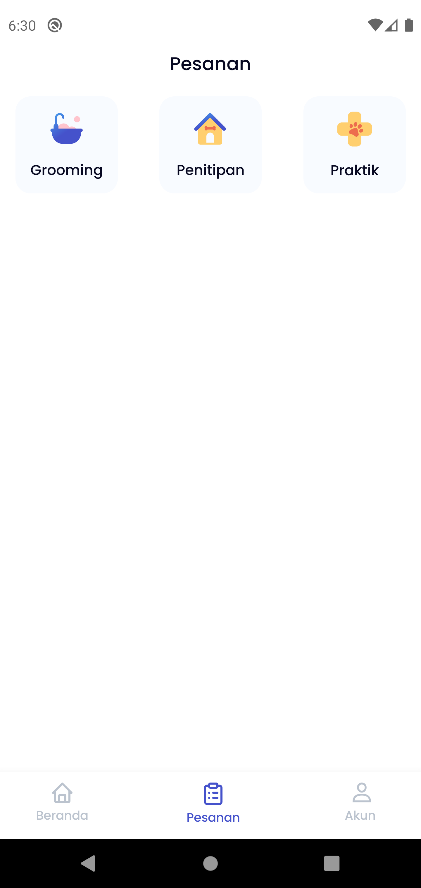 6:30
Pesanan
Grooming
Penitipan
Praktik
Beranda
Pesanan
Akun